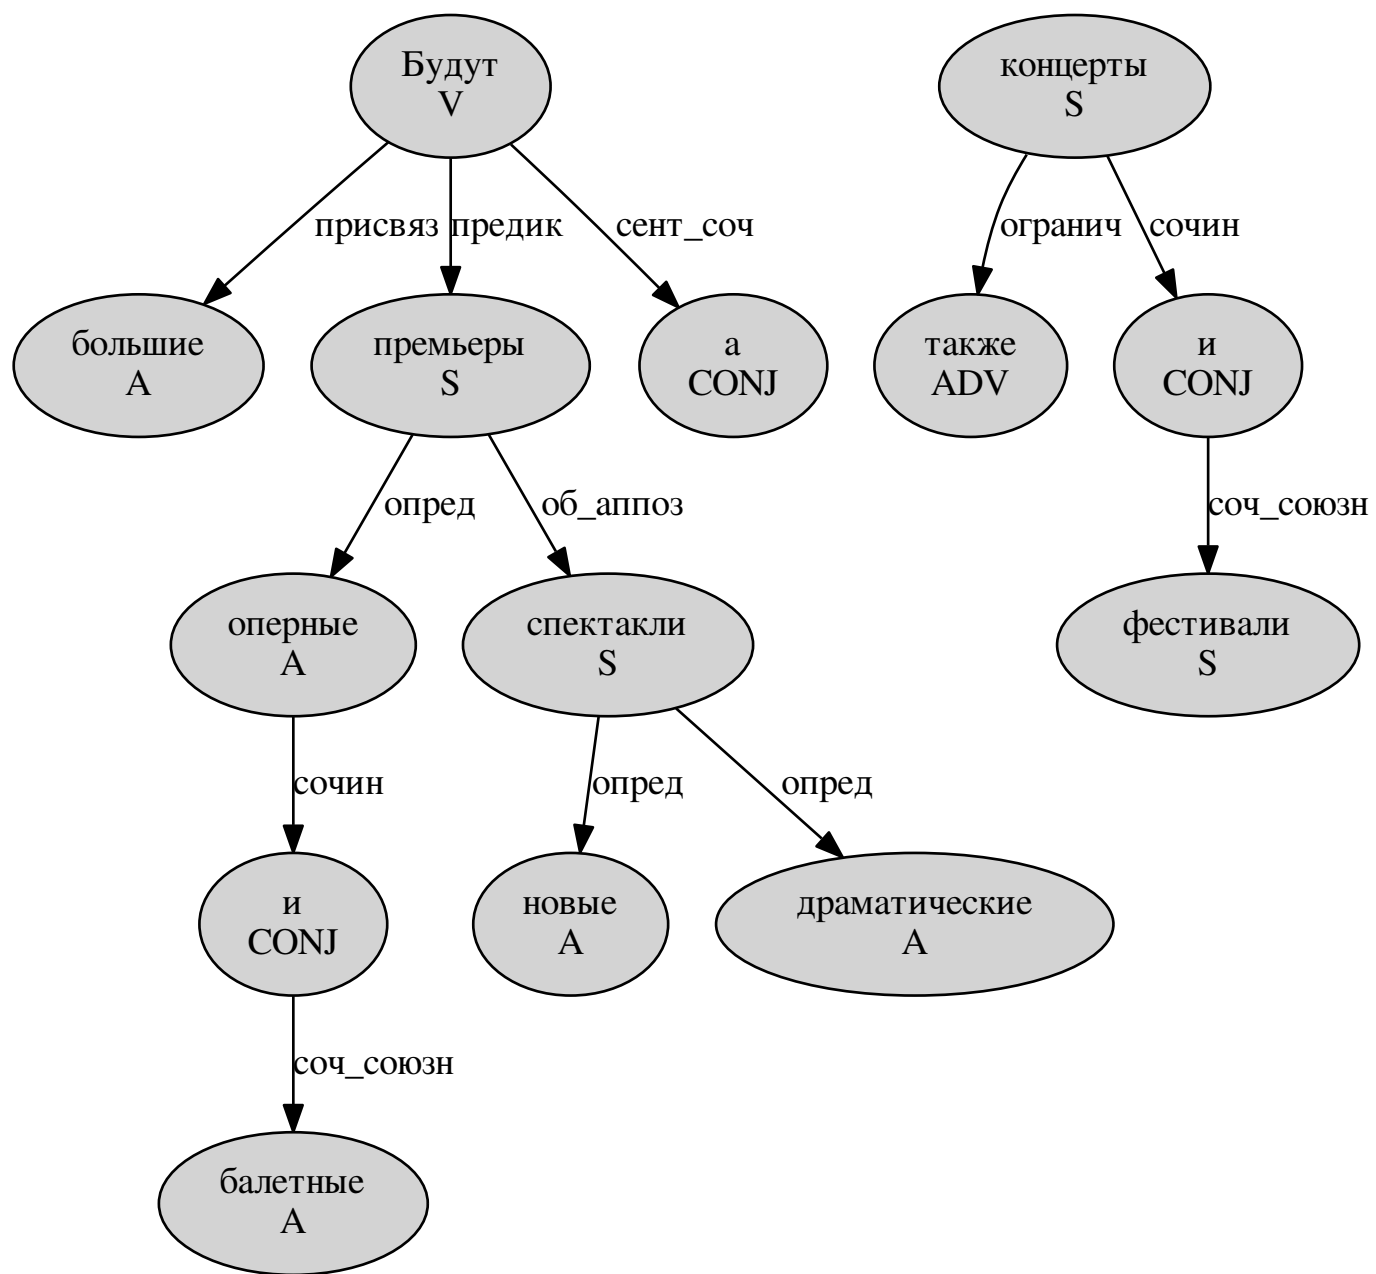 Будут
V
концерты
S
присвяз
предик
сент_соч
огранич
сочин
большие
A
премьеры
S
а
CONJ
также
ADV
и
CONJ
опред
об_аппоз
соч_союзн
оперные
A
спектакли
S
фестивали
S
сочин
опред
опред
и
CONJ
новые
A
драматические
A
соч_союзн
балетные
A